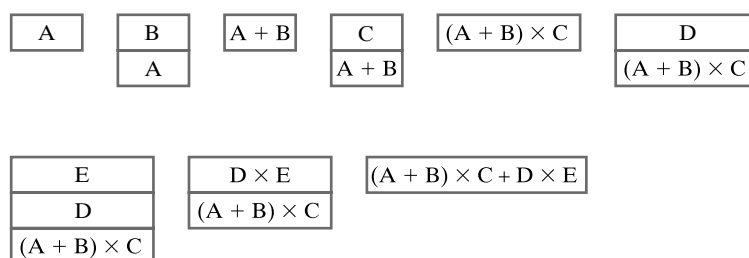 A
B
A
A + B
C
A + B
(A + B) × C
D
(A + B) × C
E
D
(A + B) × C
D × E
(A + B) × C
(A + B) × C + D × E